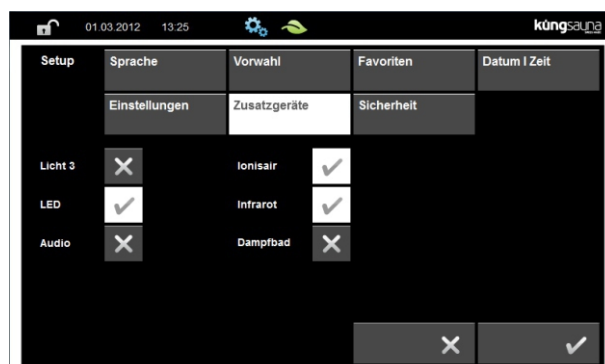 01.03.2012 13:25 kúngsauna
Setup Sprache Vorwahl Favoriten Datum I Zeit
Einstellungen Zusatzgeräte Sicherheit
Licht 3 Ionisair
LED Infrarot
Audio Dampfbad